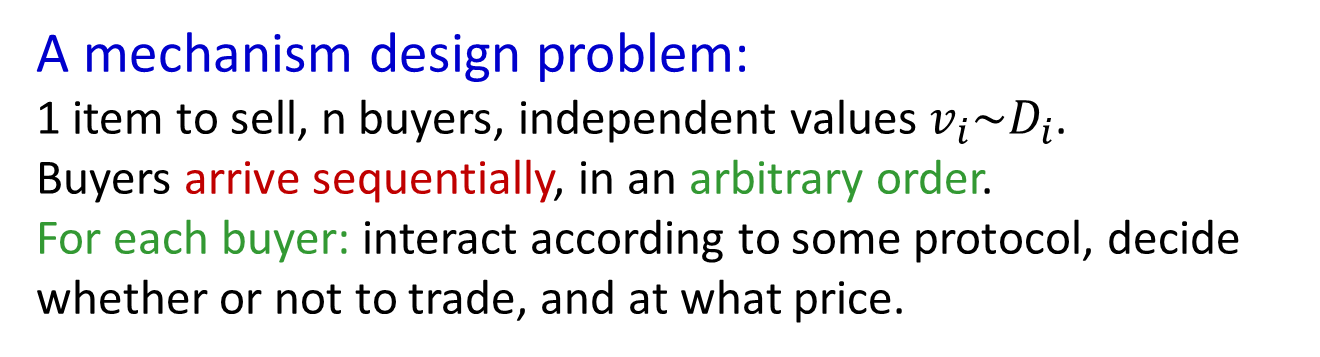 A mechanism design problem:
1 item to sell, n buyers, independent values 𝑣ᵢ~𝐷ᵢ.
Buyers arrive sequentially, in an arbitrary order.
For each buyer: interact according to some protocol, decide
whether or not to trade, and at what price.